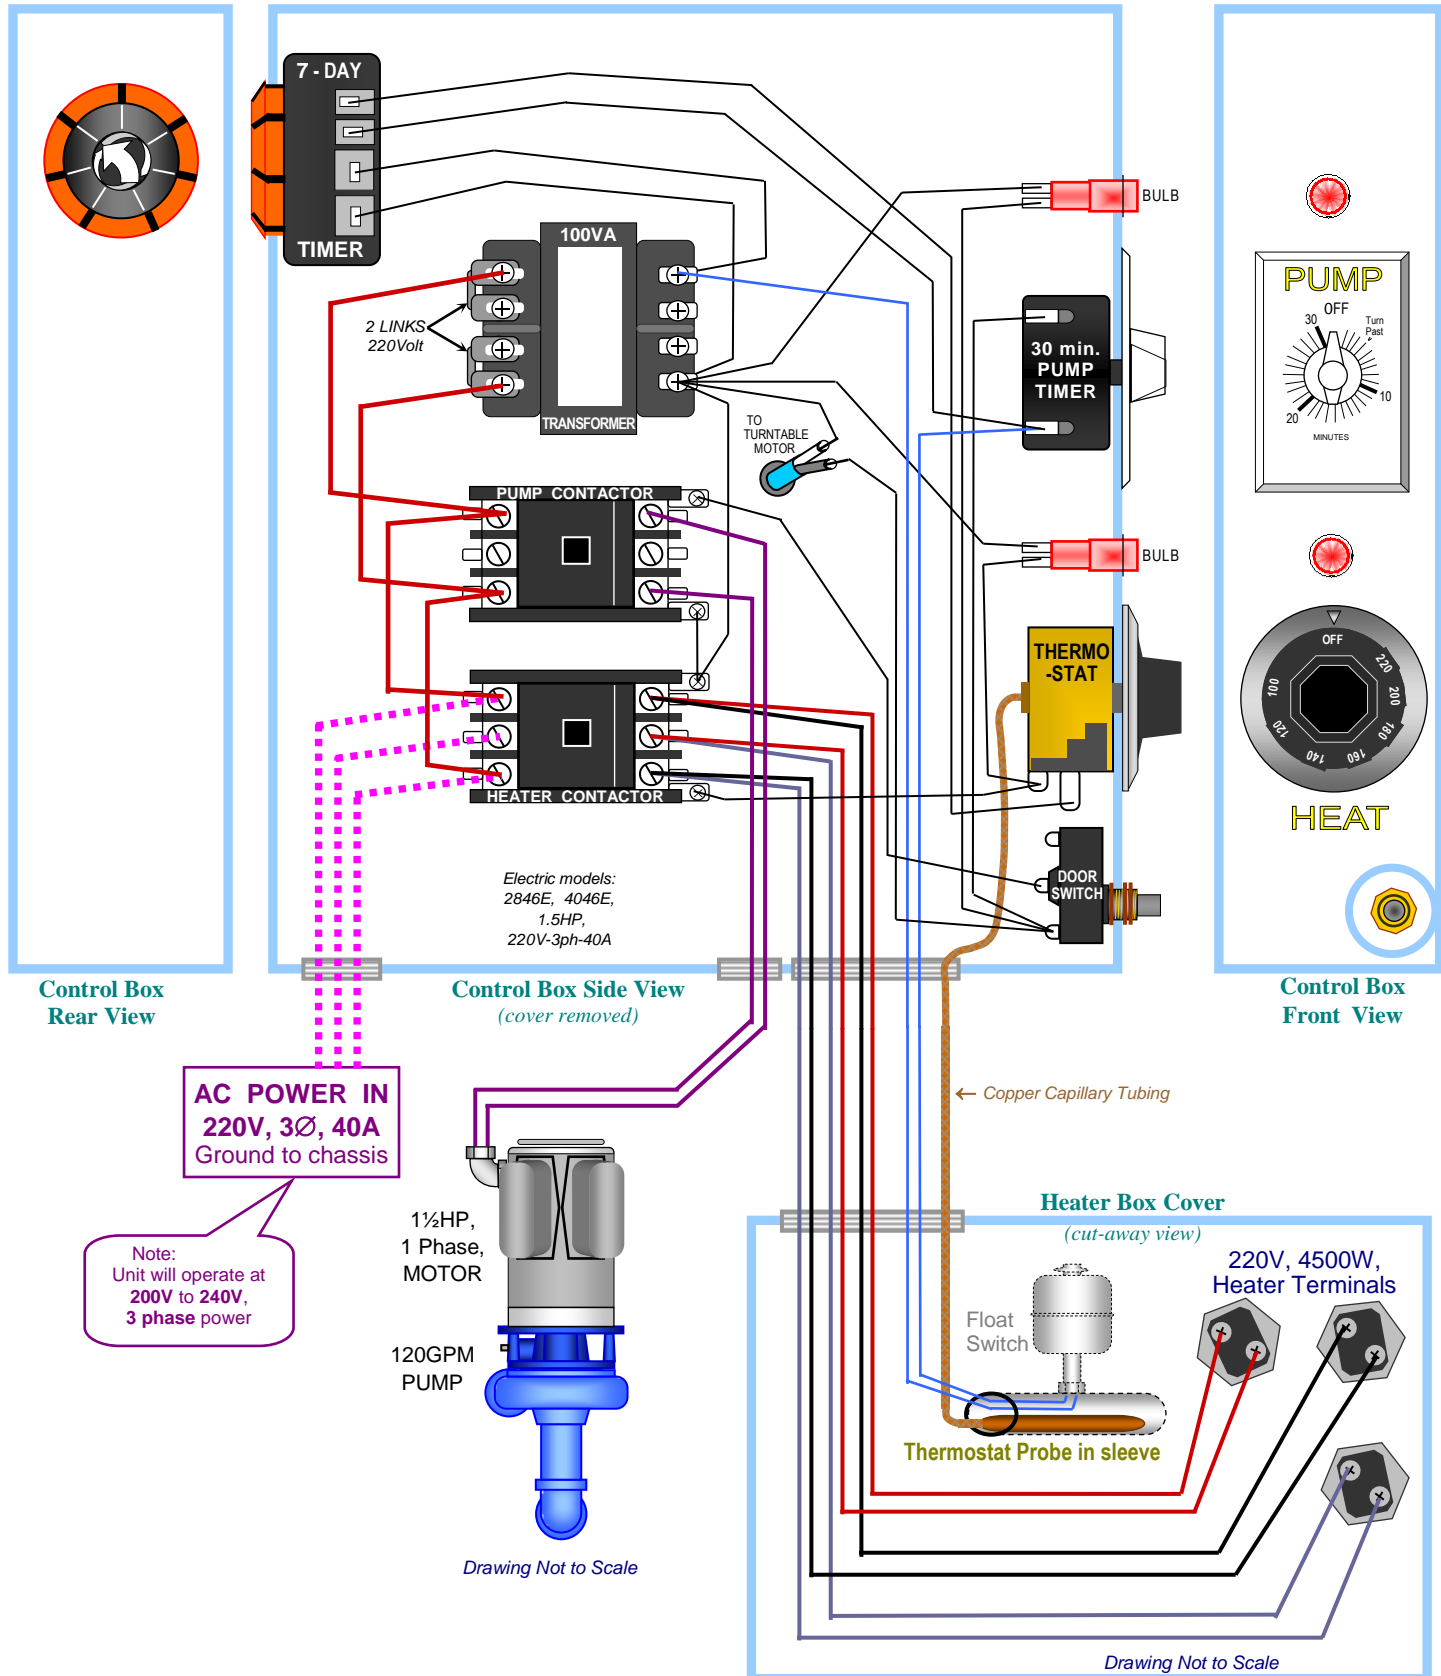 7 - DAY
TIMER
100VA
TRANSFORMER
2 LINKS
220Volt
BULB
30 min.
PUMP
TIMER
TO
TURNTABLE
MOTOR
PUMP CONTACTOR
BULB
THERMO
-STAT
HEATER CONTACTOR
DOOR
SWITCH
Electric models:
2846E, 4046E,
1.5HP,
220V-3ph-40A
PUMP
OFF
30
Turn
Past
10
20
MINUTES
OFF
220
200
180
160
140
120
100
HEAT
Control Box
Rear View
Control Box Side View
(cover removed)
Control Box
Front View
AC POWER IN
220V, 3Ø, 40A
Ground to chassis
Note:
Unit will operate at
200V to 240V,
3 phase power
← Copper Capillary Tubing
1½HP,
1 Phase,
MOTOR
120GPM
PUMP
Drawing Not to Scale
Heater Box Cover
(cut-away view)
220V, 4500W,
Heater Terminals
Float
Switch
Thermostat Probe in sleeve
Drawing Not to Scale